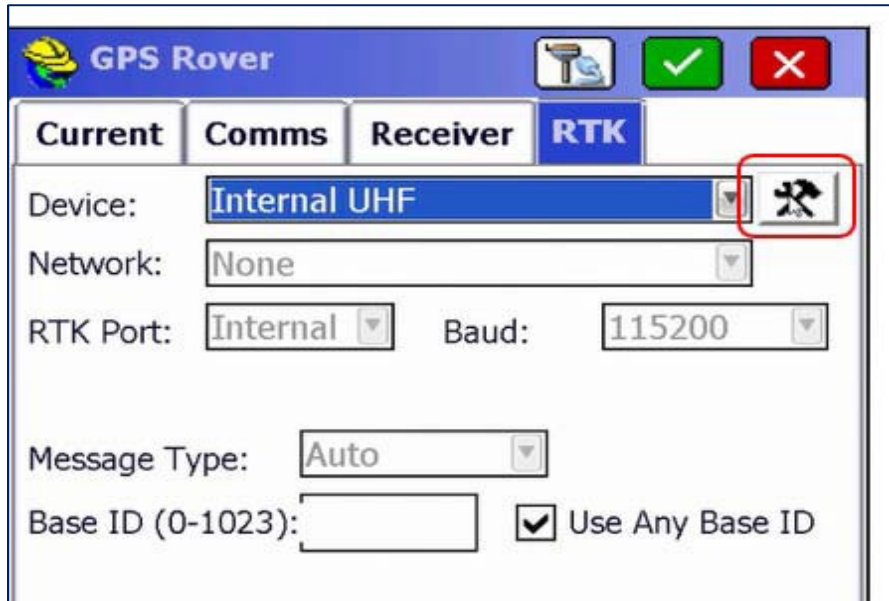 GPS Rover
Current Comms Receiver RTK
Device: Internal UHF
Network: None
RTK Port: Internal Baud: 115200
Message Type: Auto
Base ID (0-1023): Use Any Base ID